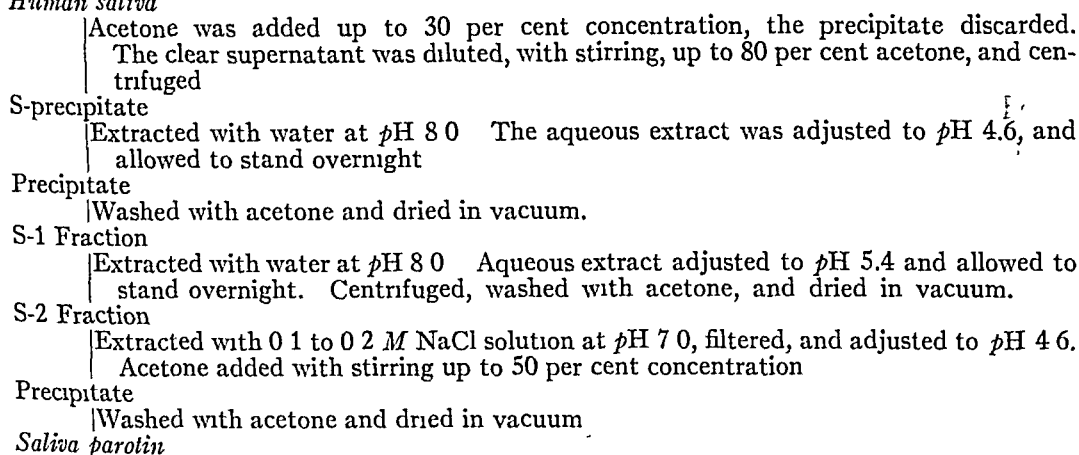 Human saliva
Acetone was added up to 30 per cent concentration, the precipitate discarded.
The clear supernatant was diluted, with stirring, up to 80 per cent acetone, and cen-
trifuged
S-precipitate
Extracted with water at pH 8 0 The aqueous extract was adjusted to pH 4.6, and
allowed to stand overnight
Precipitate
Washed with acetone and dried in vacuum.
S-1 Fraction
Extracted with water at pH 8 0 Aqueous extract adjusted to pH 5.4 and allowed to
stand overnight. Centrifuged, washed with acetone, and dried in vacuum.
S-2 Fraction
Extracted with 0 1 to 0 2 M NaCl solution at pH 7 0, filtered, and adjusted to pH 4 6.
Acetone added with stirring up to 50 per cent concentration
Precipitate
Washed with acetone and dried in vacuum
Saliva parotin